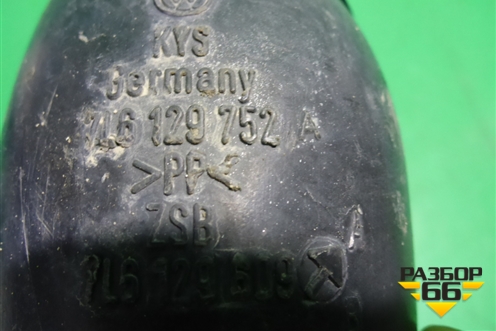 KYS
Germany
7L6 129 752 A
>PP<
ZSB
7L6 129 609 A
РАЗБОР
66